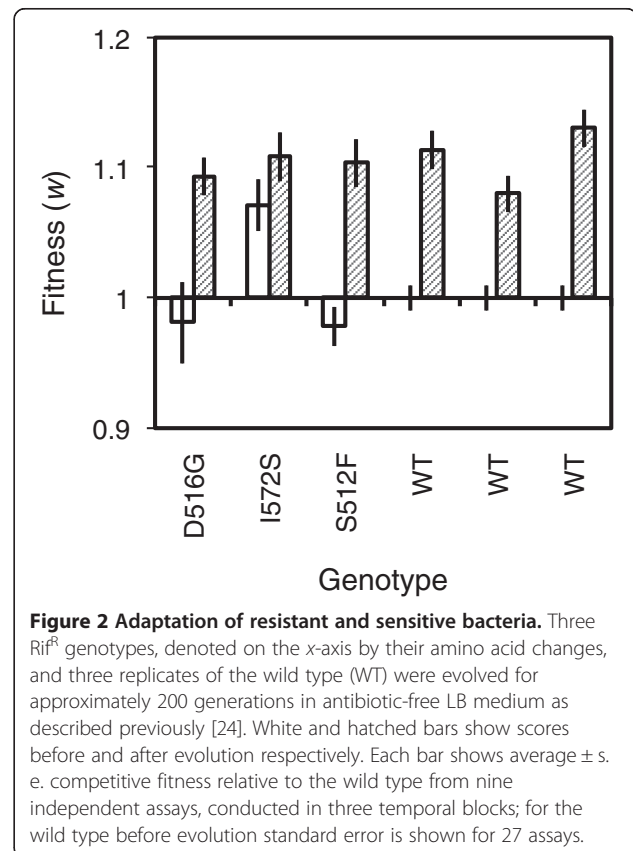 1.2
1.1
1
0.9
Fitness (w)
D516G
I572S
S512F
WT
WT
WT
Genotype
Figure 2 Adaptation of resistant and sensitive bacteria. Three
Rifᴿ genotypes, denoted on the x-axis by their amino acid changes,
and three replicates of the wild type (WT) were evolved for
approximately 200 generations in antibiotic-free LB medium as
described previously [24]. White and hatched bars show scores
before and after evolution respectively. Each bar shows average ± s.
e. competitive fitness relative to the wild type from nine
independent assays, conducted in three temporal blocks; for the
wild type before evolution standard error is shown for 27 assays.